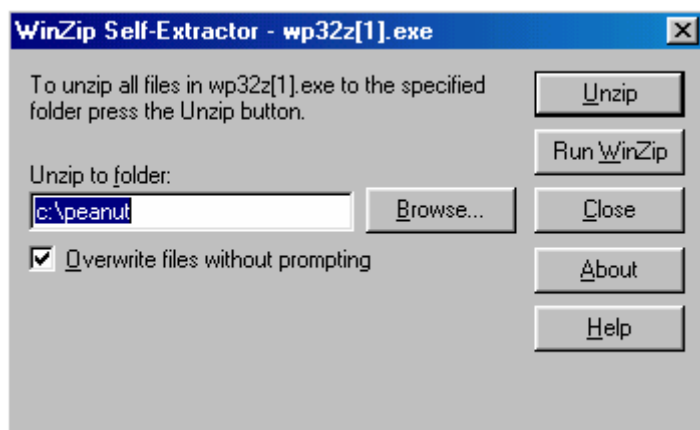 WinZip Self-Extractor - wp32z[1].exe
To unzip all files in wp32z[1].exe to the specified
folder press the Unzip button.
Unzip to folder:
c:\peanut
Browse...
Overwrite files without prompting
Unzip
Run WinZip
Close
About
Help